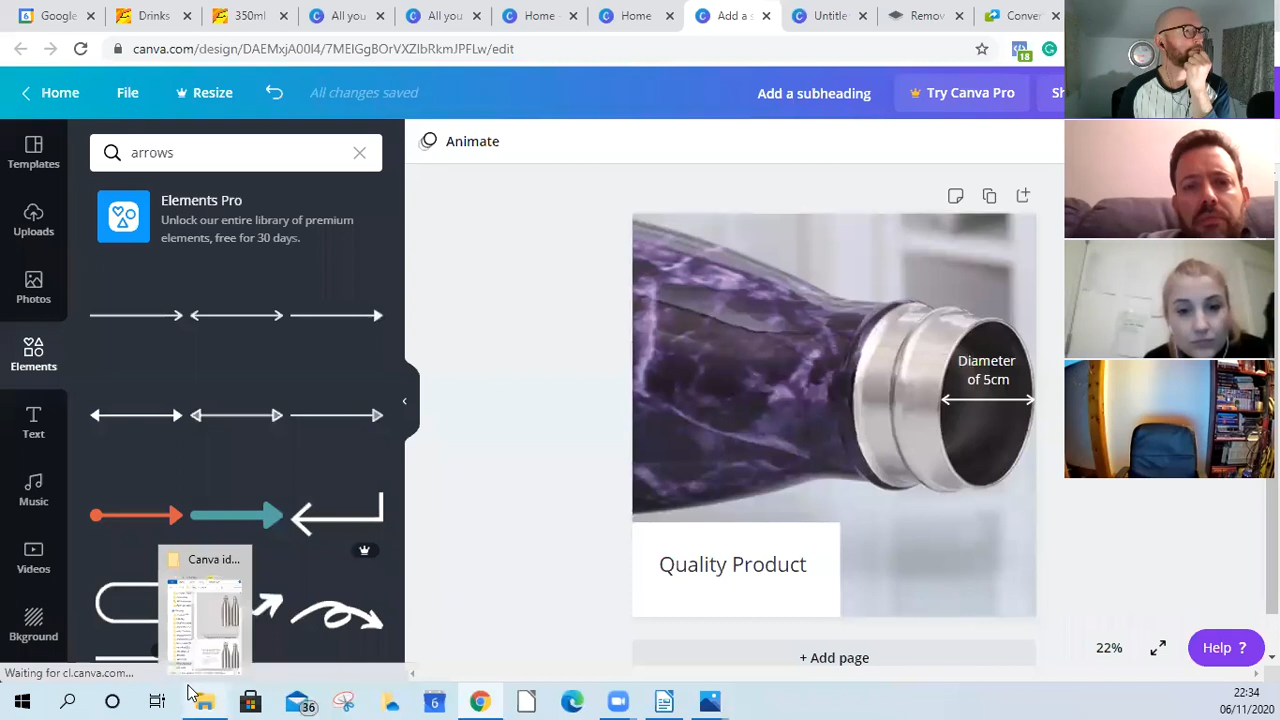 Google
Drinks
350ml
All you
All you
Home -
Home
Add a s
Untitle
Remov
Conver
canva.com/design/DAEMxjA00I4/7MEIGgBOrVXZIbRkmJPFLw/edit
18
Home
File
Resize
All changes saved
Add a subheading
Try Canva Pro
Sh
Templates
Uploads
Photos
Elements
Text
Music
Videos
Bkground
arrows
Elements Pro
Unlock our entire library of premium
elements, free for 30 days.
Animate
Diameter
of 5cm
Quality Product
Canva id...
+ Add page
22%
Help ?
Waiting for cl.canva.com...
36
6
22:34
06/11/2020